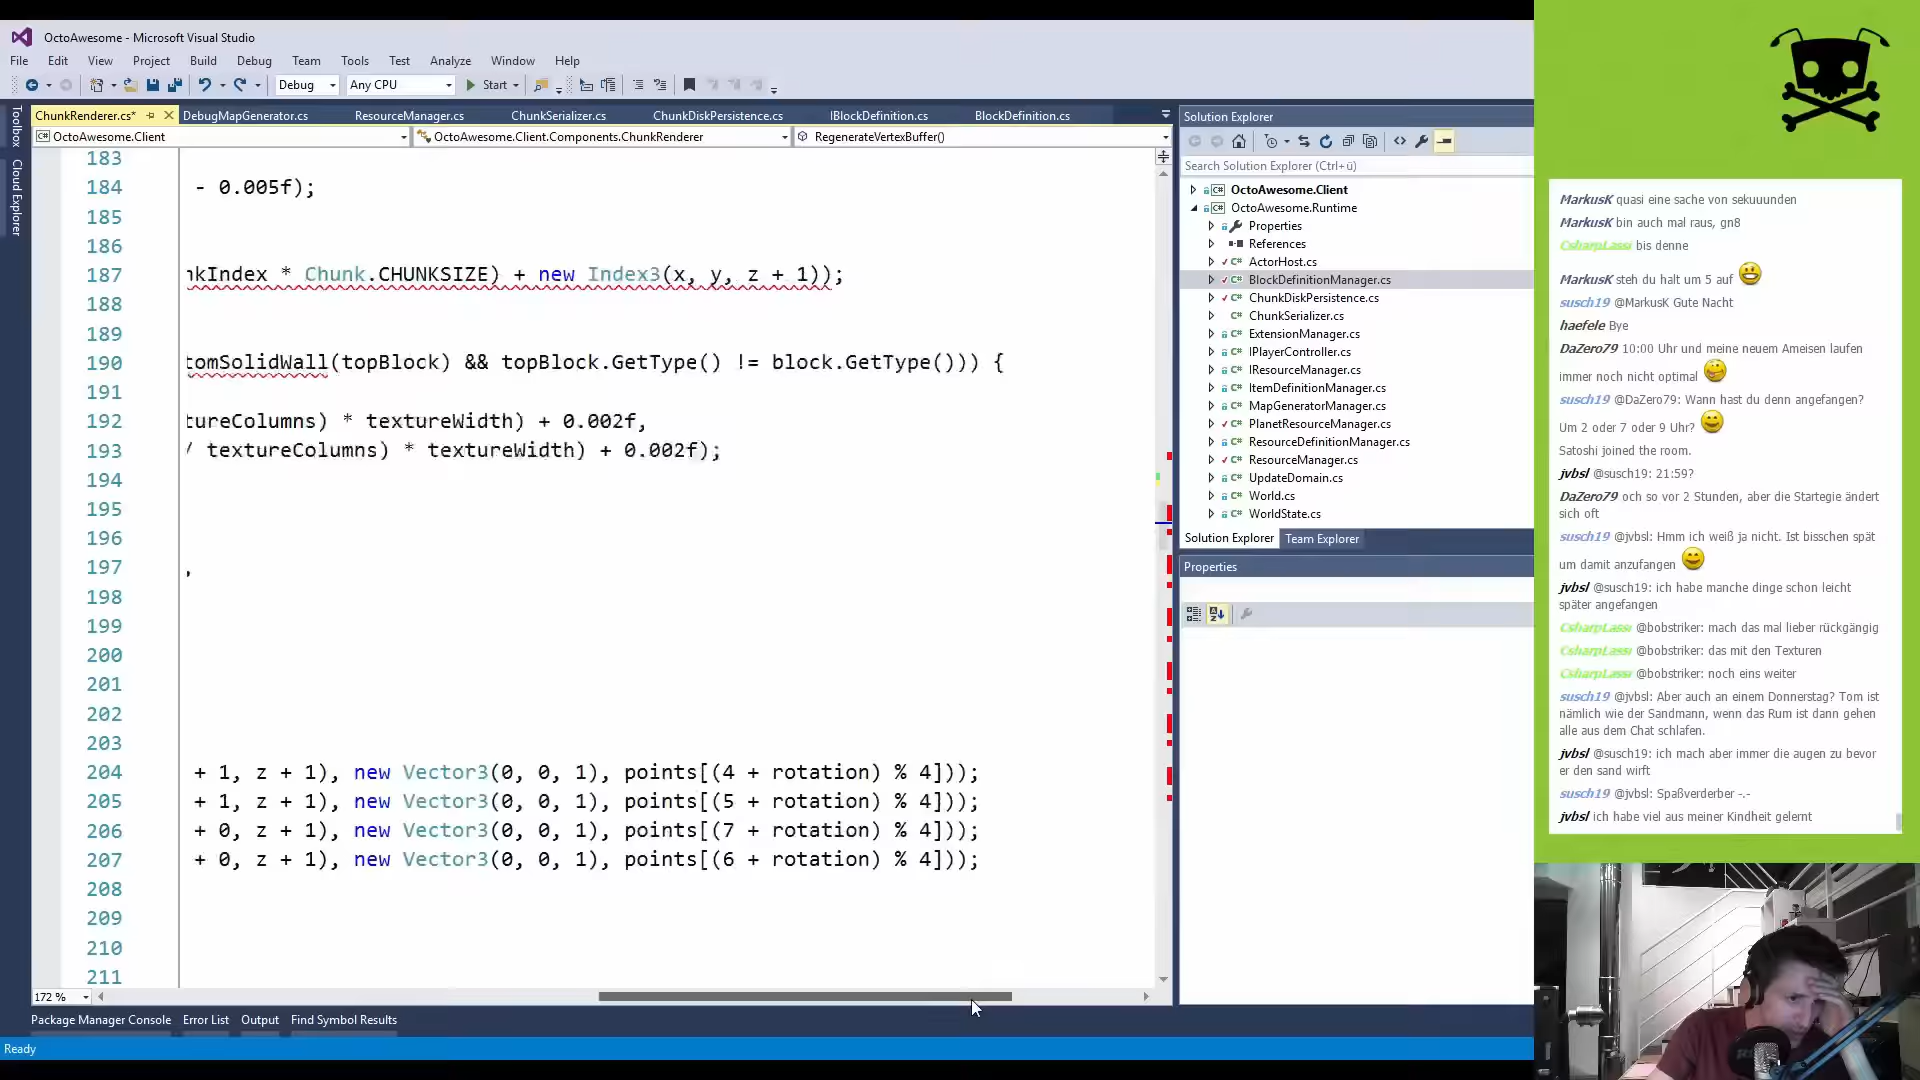 OctoAwesome - Microsoft Visual Studio
File Edit View Project Build Debug Team Tools Test Analyze Window Help
Debug Any CPU Start
ChunkRenderer.cs* DebugMapGenerator.cs ResourceManager.cs ChunkSerializer.cs ChunkDiskPersistence.cs IBlockDefinition.cs BlockDefinition.cs
OctoAwesome.Client OctoAwesome.Client.Components.ChunkRenderer RegenerateVertexBuffer()
Toolbox
Cloud Explorer
183
184 - 0.005f);
185
186
187 nkIndex * Chunk.CHUNKSIZE) + new Index3(x, y, z + 1));
188
189
190 tomSolidWall(topBlock) && topBlock.GetType() != block.GetType())) {
191
192 tureColumns) * textureWidth) + 0.002f,
193 / textureColumns) * textureWidth) + 0.002f);
194
195
196
197 ,
198
199
200
201
202
203
204 + 1, z + 1), new Vector3(0, 0, 1), points[(4 + rotation) % 4]));
205 + 1, z + 1), new Vector3(0, 0, 1), points[(5 + rotation) % 4]));
206 + 0, z + 1), new Vector3(0, 0, 1), points[(7 + rotation) % 4]));
207 + 0, z + 1), new Vector3(0, 0, 1), points[(6 + rotation) % 4]));
208
209
210
211
172 %
Package Manager Console Error List Output Find Symbol Results
Ready
Solution Explorer
Search Solution Explorer (Ctrl+ü)
OctoAwesome.Client
OctoAwesome.Runtime
Properties
References
ActorHost.cs
BlockDefinitionManager.cs
ChunkDiskPersistence.cs
ChunkSerializer.cs
ExtensionManager.cs
IPlayerController.cs
IResourceManager.cs
ItemDefinitionManager.cs
MapGeneratorManager.cs
PlanetResourceManager.cs
ResourceDefinitionManager.cs
ResourceManager.cs
UpdateDomain.cs
World.cs
WorldState.cs
Solution Explorer Team Explorer
Properties
MarkusK quasi eine sache von sekuuunden
MarkusK bin auch mal raus, gn8
CsharpLassi bis denne
MarkusK steh du halt um 5 auf
susch19 @MarkusK Gute Nacht
haefele Bye
DaZero79 10:00 Uhr und meine neuem Ameisen laufen
immer noch nicht optimal
susch19 @DaZero79: Wann hast du denn angefangen?
Um 2 oder 7 oder 9 Uhr?
Satoshi joined the room.
jvbsl @susch19: 21:59?
DaZero79 och so vor 2 Stunden, aber die Startegie ändert
sich oft
susch19 @jvbsl: Hmm ich weiß ja nicht. Ist bisschen spät
um damit anzufangen
jvbsl @susch19: ich habe manche dinge schon leicht
später angefangen
CsharpLassi @bobstriker: mach das mal lieber rückgängig
CsharpLassi @bobstriker: das mit den Texturen
CsharpLassi @bobstriker: noch eins weiter
susch19 @jvbsl: Aber auch an einem Donnerstag? Tom ist
nämlich wie der Sandmann, wenn das Rum ist dann gehen
alle aus dem Chat schlafen.
jvbsl @susch19: ich mach aber immer die augen zu bevor
er den sand wirft
susch19 @jvbsl: Spaßverderber -.-
jvbsl ich habe viel aus meiner Kindheit gelernt